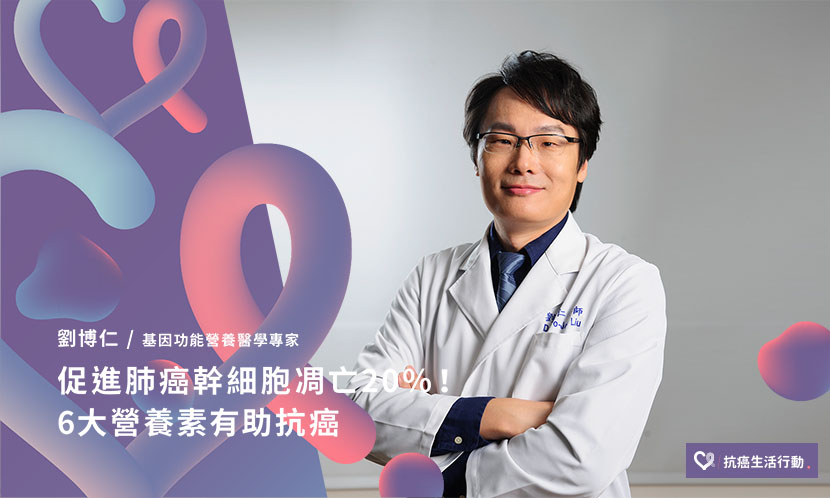 劉博仁 / 基因功能營養醫學專家
促進肺癌幹細胞凋亡20%！
6大營養素有助抗癌
Liu
抗癌生活行動